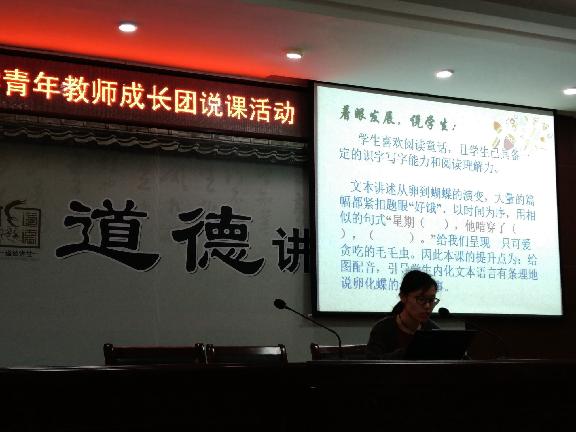 青年教师成长团说课活动
着眼发展，说学生：
学生喜欢阅读童话，且学生已具备一
定的识字写字能力和阅读理解力。
文本讲述从卵到蝴蝶的演变，大量的篇
幅都紧扣题眼“好饿”，以时间为序，用相
似的句式“星期（ ），他啃穿了（
），（ ）。”给我们呈现一只可爱
贪吃的毛毛虫。因此本课的提升点为：给
图配音，引导学生内化文本语言有条理地
说卵化蝶的 事。
道德讲